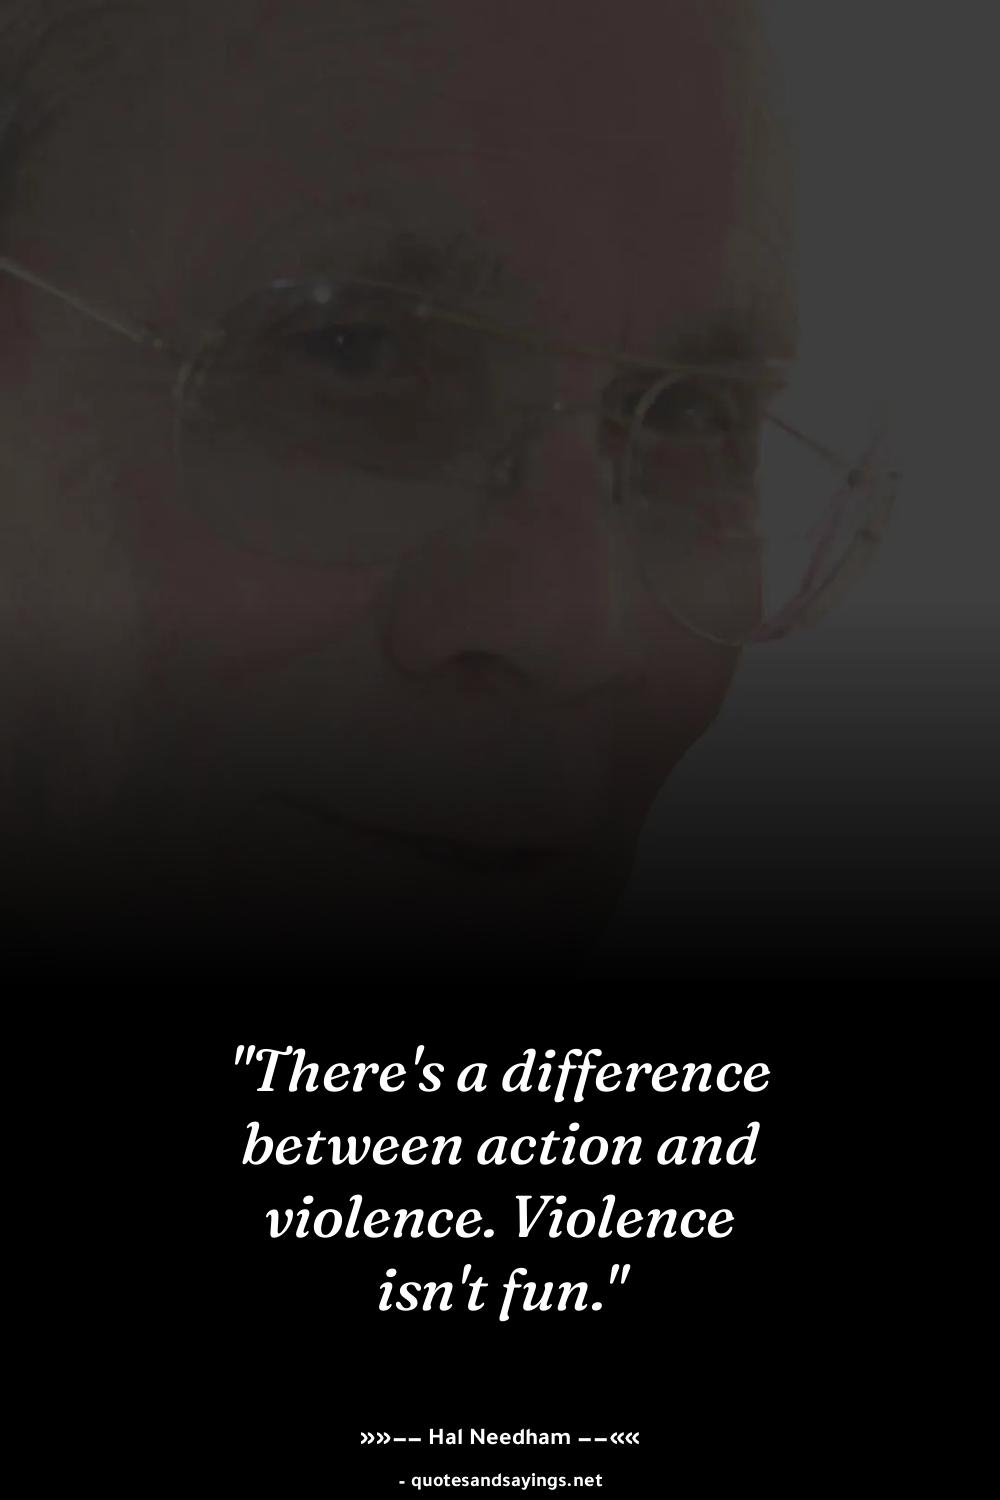 "There's a difference
between action and
violence. Violence
isn't fun."
»»—— Hal Needham ——««
- quotesandsayings.net